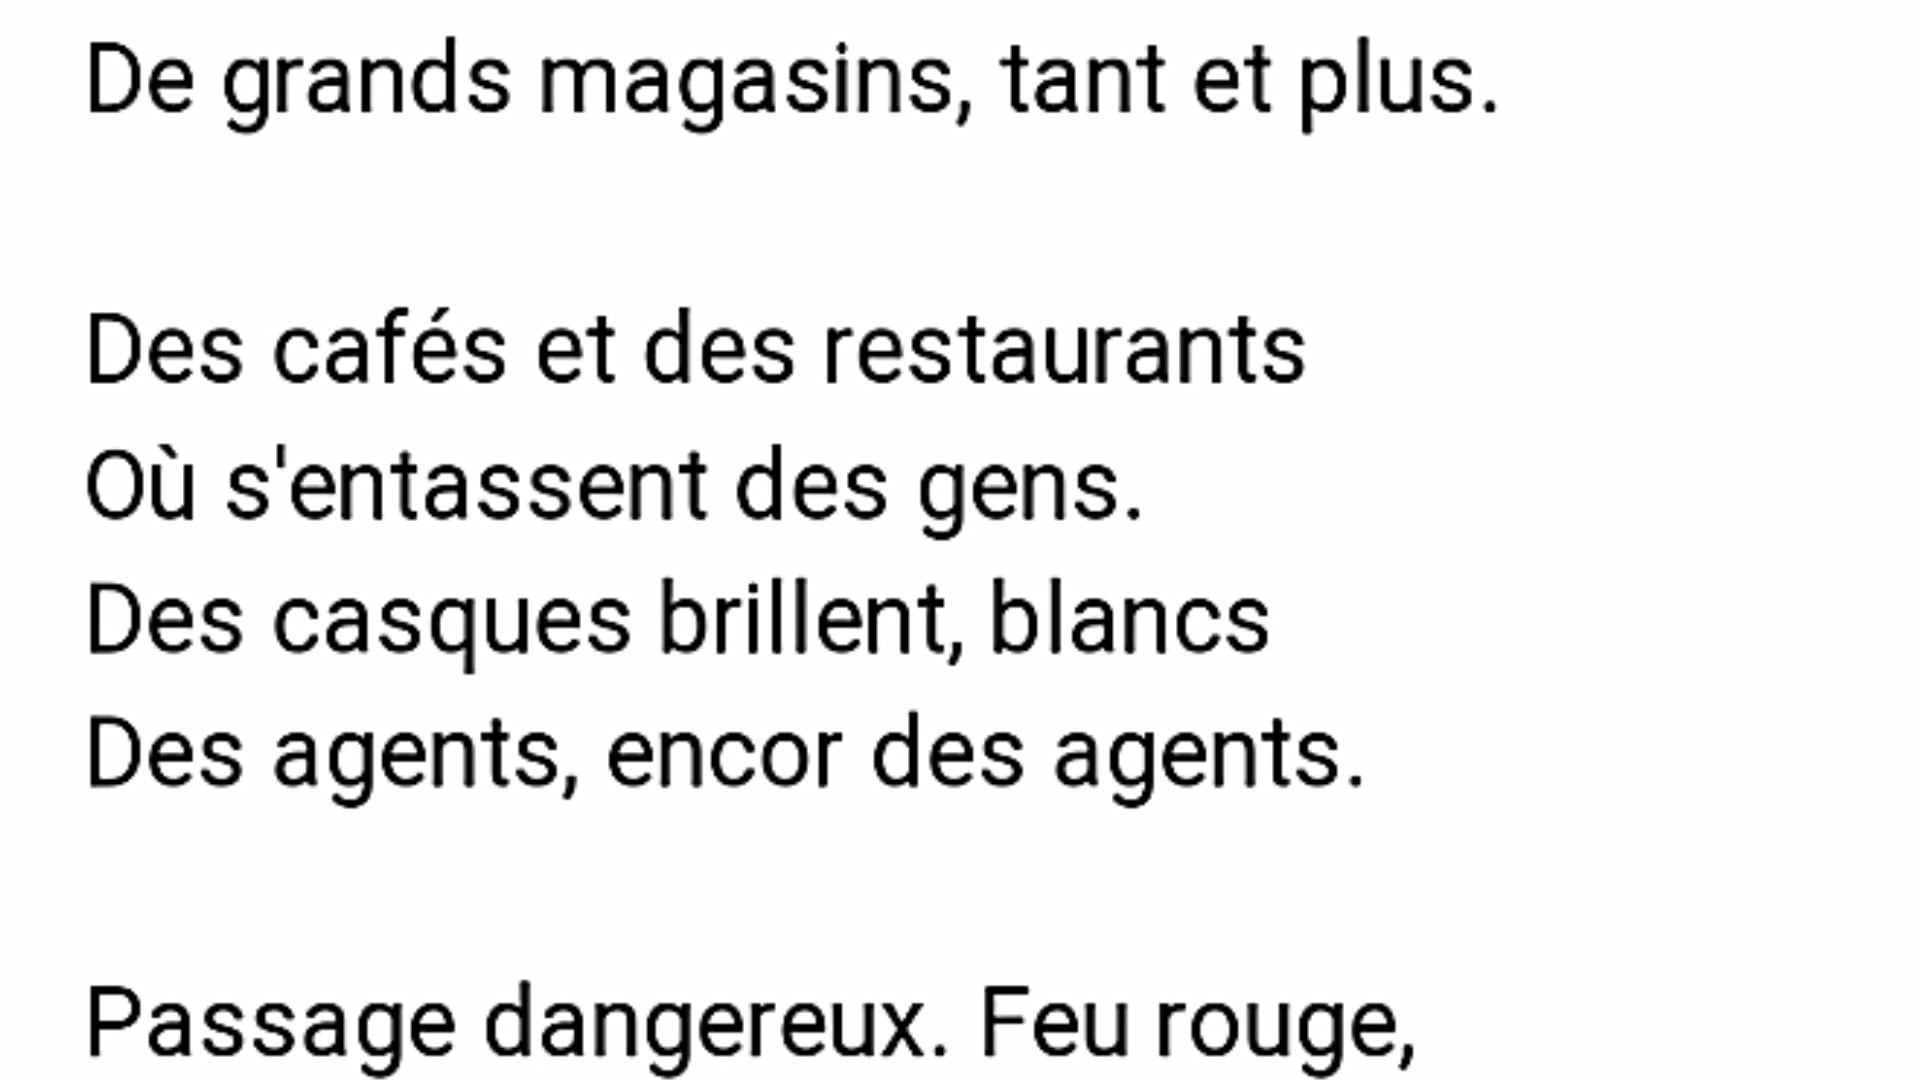 De grands magasins, tant et plus.
Des cafés et des restaurants
Où s'entassent des gens.
Des casques brillent, blancs
Des agents, encor des agents.
Passage dangereux. Feu rouge,